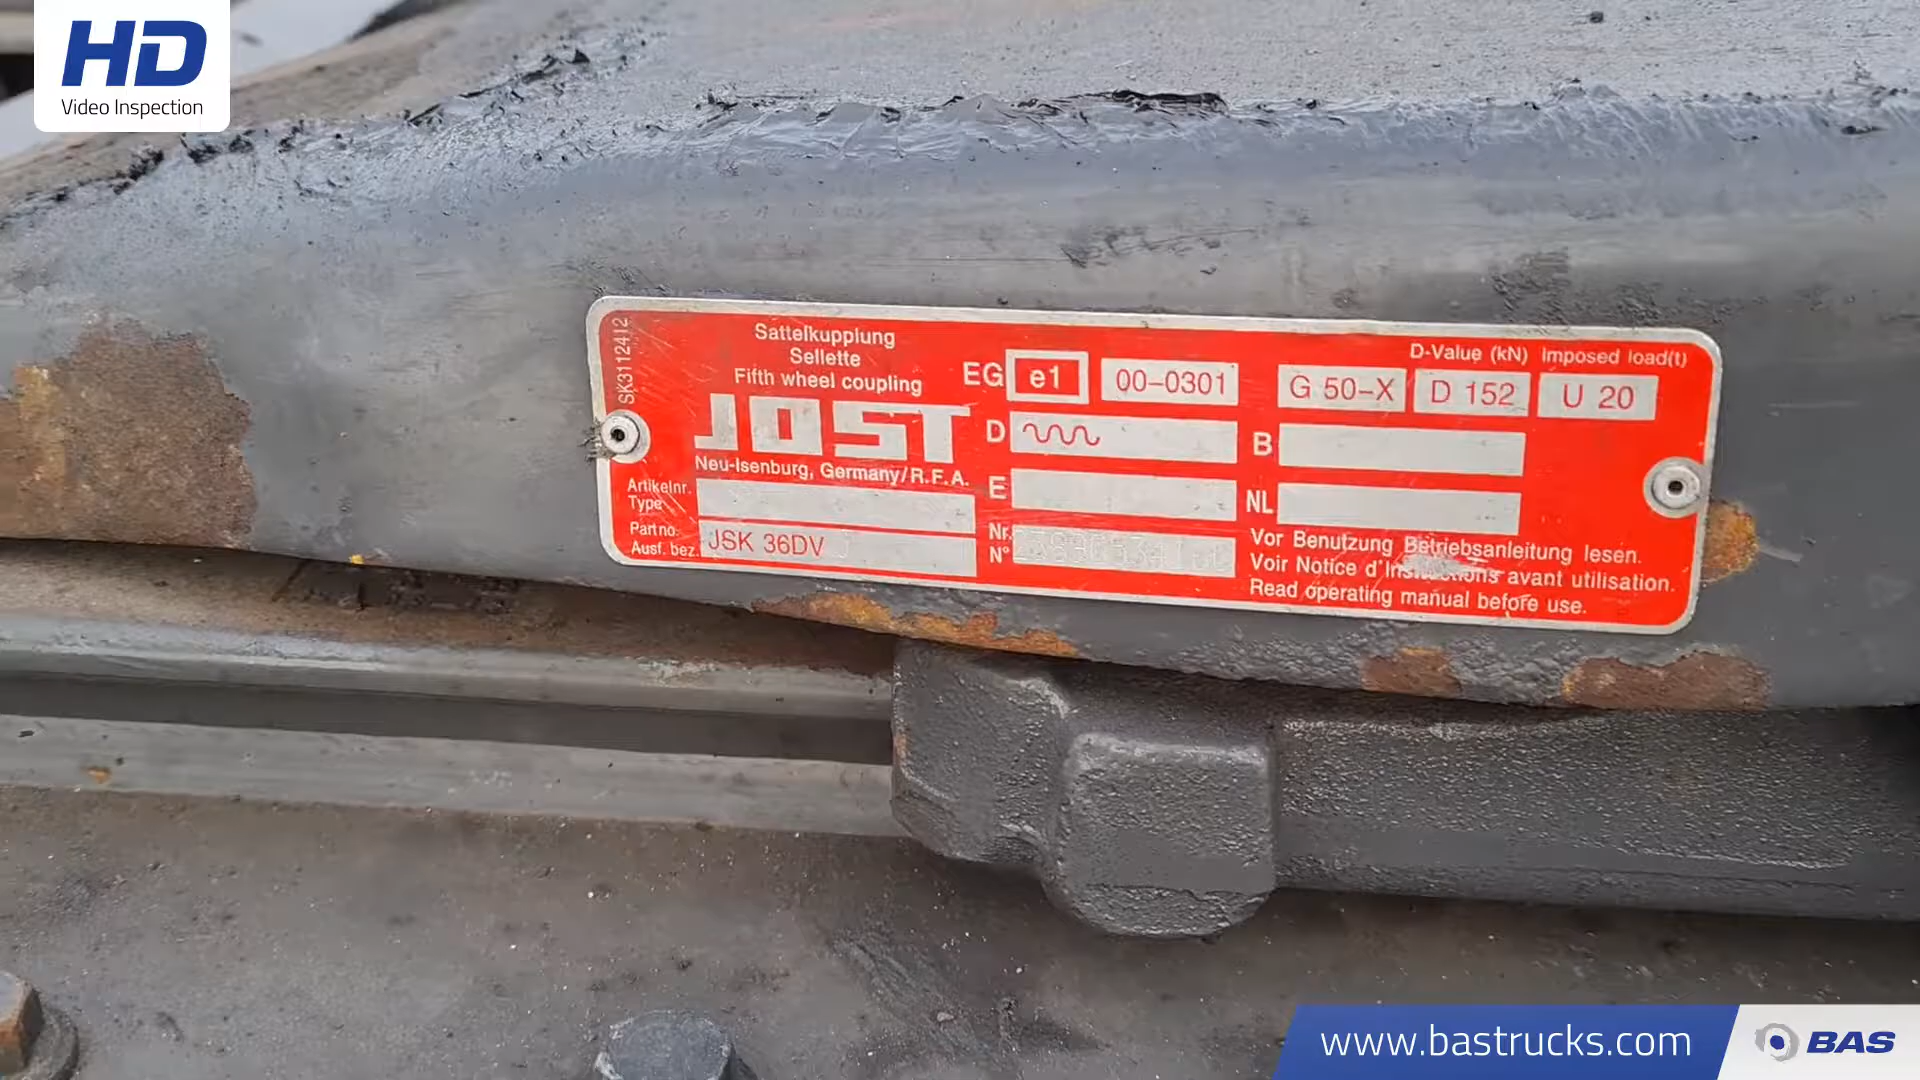 HD
Video Inspection
SK3112412
Sattelkupplung
Sellette
Fifth wheel coupling
JOST
Neu-Isenburg, Germany/R.F.A.
Artikelnr.
Type
Part no.
Ausf. bez.
JSK 36DV
EG e1 00-0301
D-Value (kN) Imposed load(t)
G 50-X D 152 U 20
D
B
E
NL
Nr.
N°
Vor Benutzung Betriebsanleitung lesen.
Voir Notice d'Instructions avant utilisation.
Read operating manual before use.
www.bastrucks.com
BAS